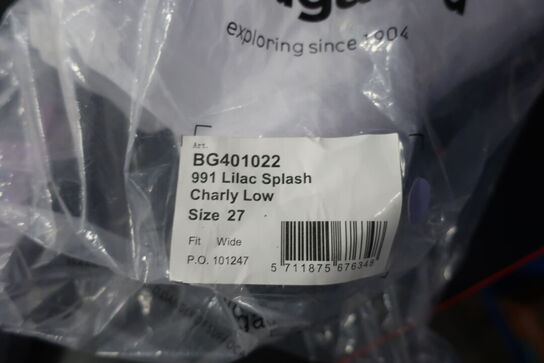 exploring since 1904
Art.
BG401022
991 Lilac Splash
Charly Low
Size 27
Fit Wide
P.O. 101247
5 711875 676348